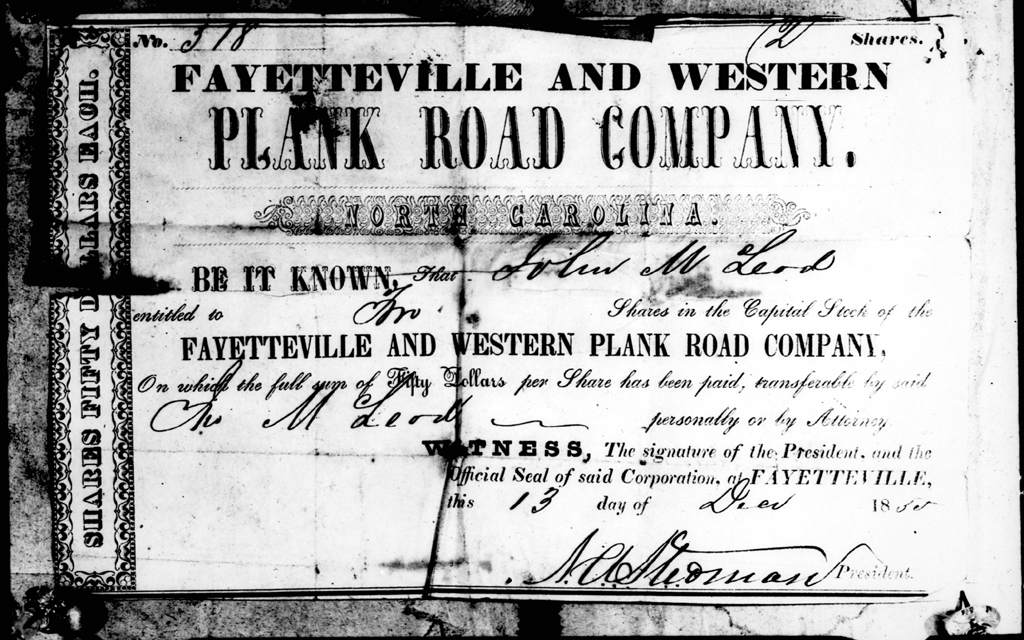 No. 318 (2) Shares.
FAYETTEVILLE AND WESTERN
PLANK ROAD COMPANY.
NORTH CAROLINA.
BE IT KNOWN, That John McLeod
entitled to Two Shares in the Capital Stock of the
FAYETTEVILLE AND WESTERN PLANK ROAD COMPANY,
On which the full sum of Fifty Dollars per Share has been paid, transferable by said
Jno McLeod personally or by Attorney.
WITNESS, The signature of the President, and the
Official Seal of said Corporation, at FAYETTEVILLE,
this 13 day of Decr 18
President.
SHARES FIFTY DOLLARS EACH.